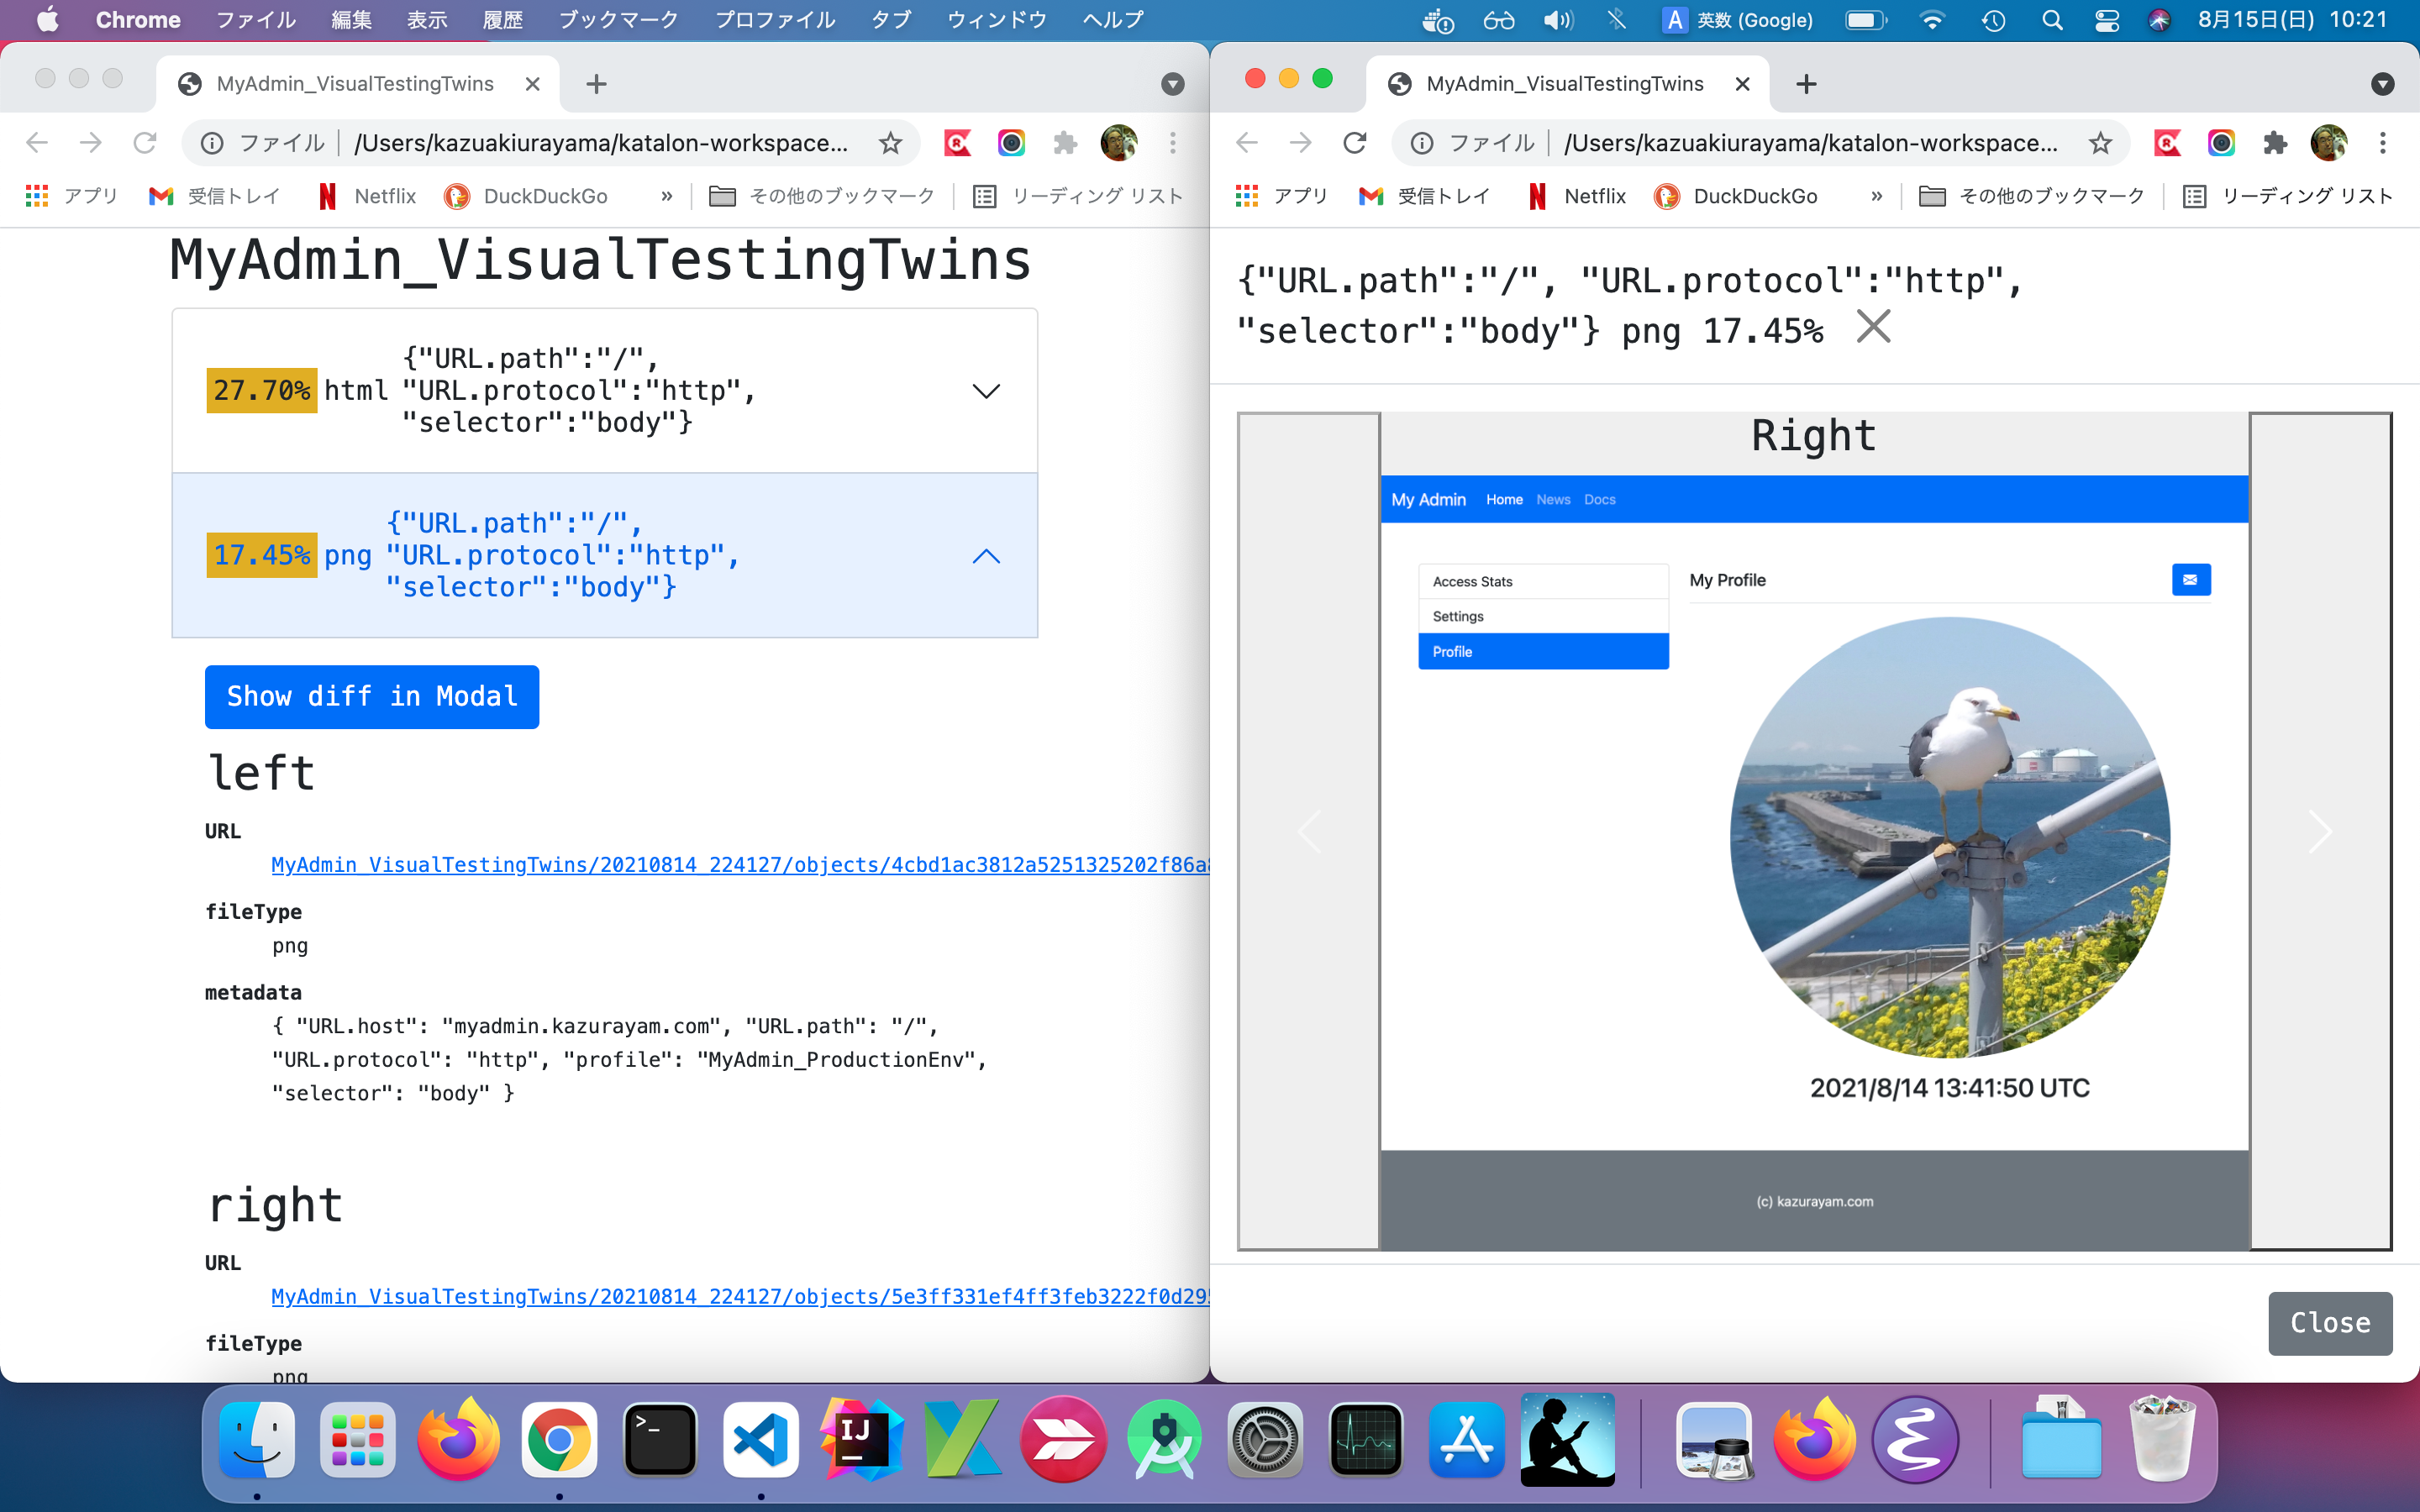 Chrome ファイル 編集 表示 履歴 ブックマーク プロファイル タブ ウィンドウ ヘルプ A 英数 (Google) 8月15日(日) 10:21
MyAdmin_VisualTestingTwins
ファイル /Users/kazuakiurayama/katalon-workspace...
アプリ 受信トレイ Netflix DuckDuckGo » その他のブックマーク リーディング リスト
MyAdmin_VisualTestingTwins
27.70% html {"URL.path":"/",
"URL.protocol":"http",
"selector":"body"}
17.45% png {"URL.path":"/",
"URL.protocol":"http",
"selector":"body"}
Show diff in Modal
left
URL
MyAdmin_VisualTestingTwins/20210814_224127/objects/4cbd1ac3812a5251325202f86a
fileType
png
metadata
{ "URL.host": "myadmin.kazurayam.com", "URL.path": "/",
"URL.protocol": "http", "profile": "MyAdmin_ProductionEnv",
"selector": "body" }
right
URL
MyAdmin_VisualTestingTwins/20210814_224127/objects/5e3ff331ef4ff3feb3222f0d29
fileType
png
MyAdmin_VisualTestingTwins
ファイル /Users/kazuakiurayama/katalon-workspace...
アプリ 受信トレイ Netflix DuckDuckGo » その他のブックマーク リーディング リスト
{"URL.path":"/", "URL.protocol":"http",
"selector":"body"} png 17.45%
Right
My Admin Home News Docs
Access Stats
Settings
Profile
My Profile
2021/8/14 13:41:50 UTC
(c) kazurayam.com
Close
>_
IJ